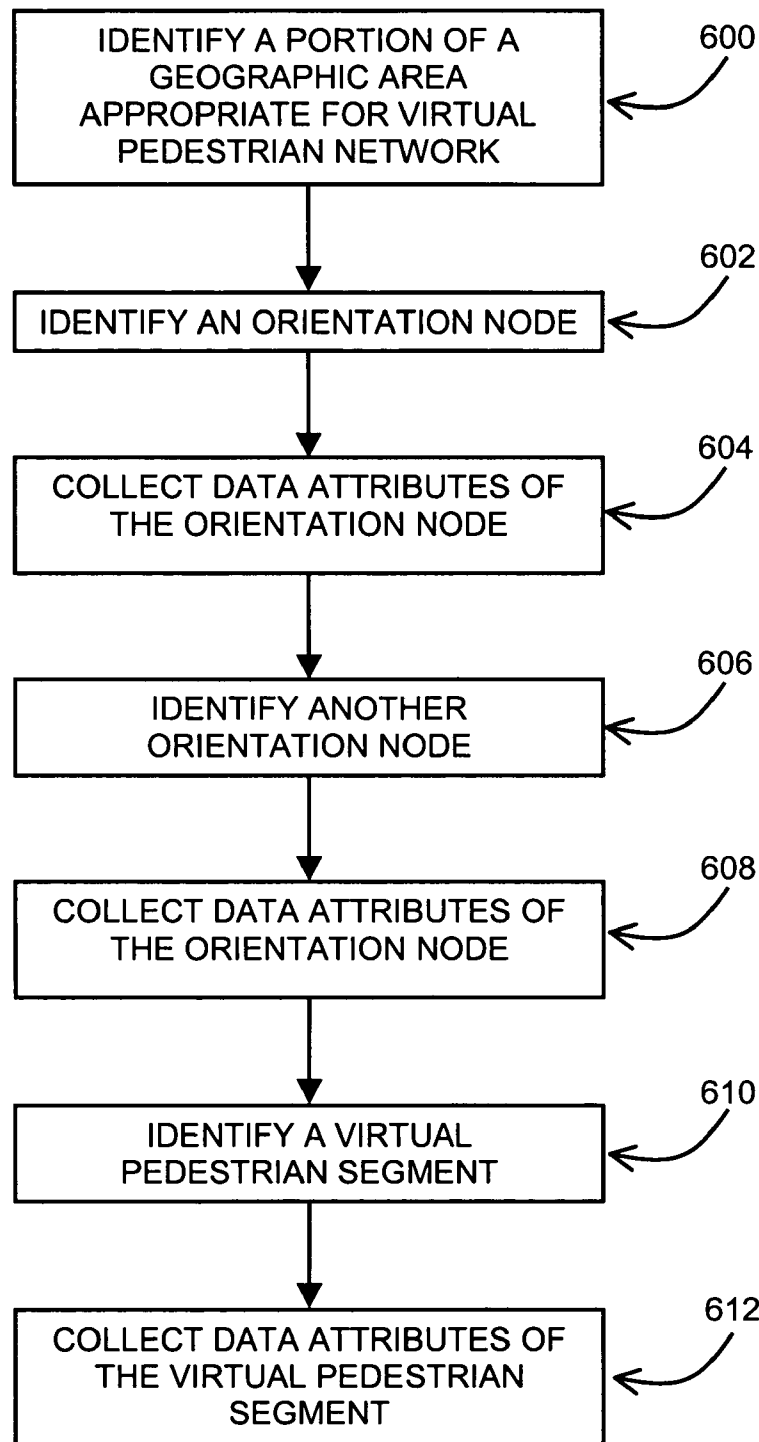 IDENTIFY A PORTION OF A
GEOGRAPHIC AREA
APPROPRIATE FOR VIRTUAL
PEDESTRIAN NETWORK
600
IDENTIFY AN ORIENTATION NODE
602
COLLECT DATA ATTRIBUTES OF
THE ORIENTATION NODE
604
IDENTIFY ANOTHER
ORIENTATION NODE
606
COLLECT DATA ATTRIBUTES OF
THE ORIENTATION NODE
608
IDENTIFY A VIRTUAL
PEDESTRIAN SEGMENT
610
COLLECT DATA ATTRIBUTES OF
THE VIRTUAL PEDESTRIAN
SEGMENT
612